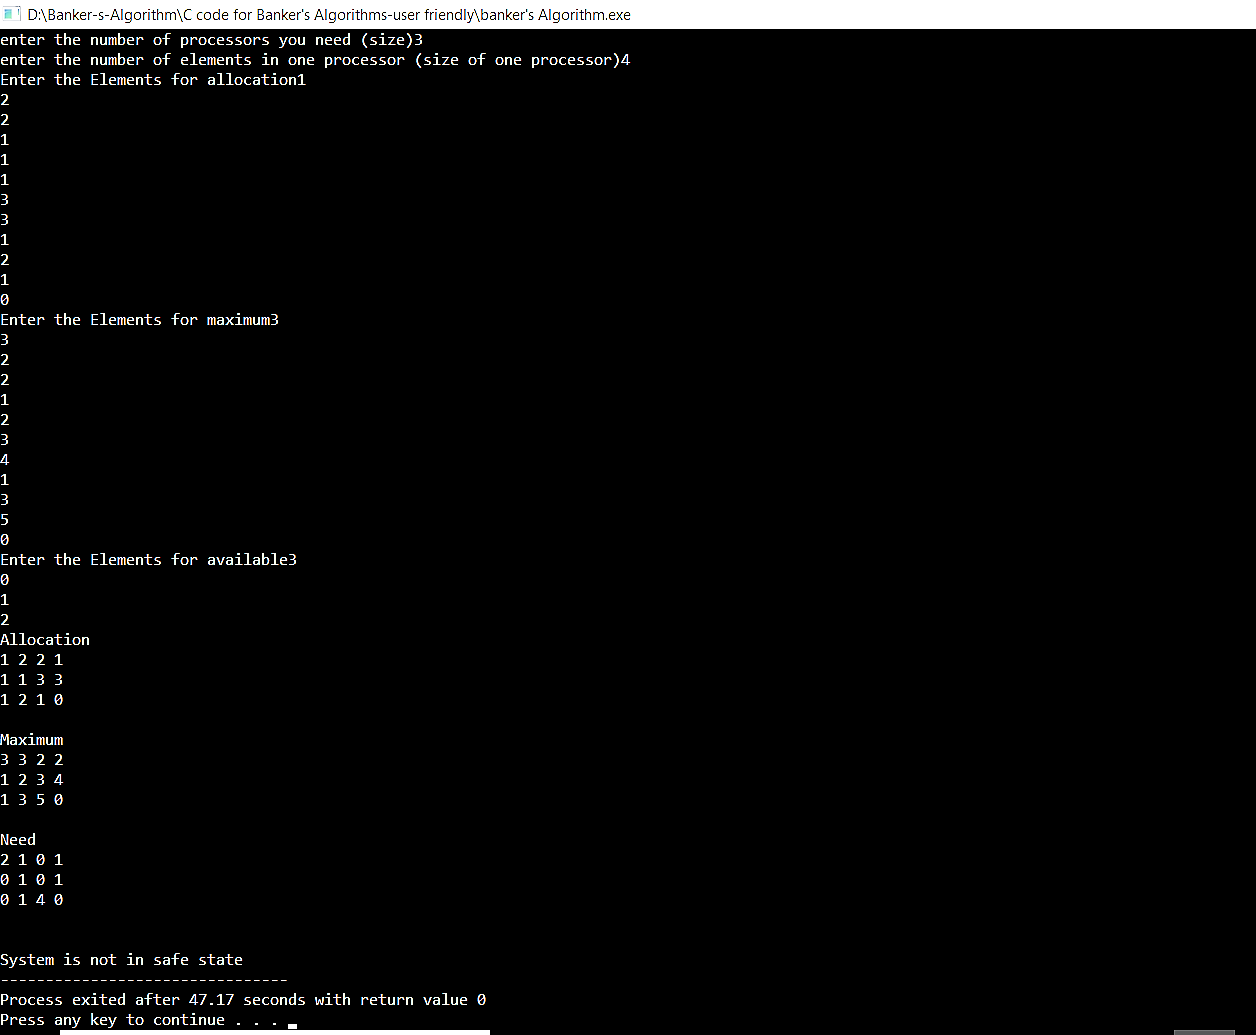 D:\Banker-s-Algorithm\C code for Banker's Algorithms-user friendly\banker's Algorithm.exe
enter the number of processors you need (size)3
enter the number of elements in one processor (size of one processor)4
Enter the Elements for allocation1
2
2
1
1
1
3
3
1
2
1
0
Enter the Elements for maximum3
3
2
2
1
2
3
4
1
3
5
0
Enter the Elements for available3
0
1
2
Allocation
1 2 2 1
1 1 3 3
1 2 1 0
Maximum
3 3 2 2
1 2 3 4
1 3 5 0
Need
2 1 0 1
0 1 0 1
0 1 4 0
System is not in safe state
--------------------------------
Process exited after 47.17 seconds with return value 0
Press any key to continue . . .